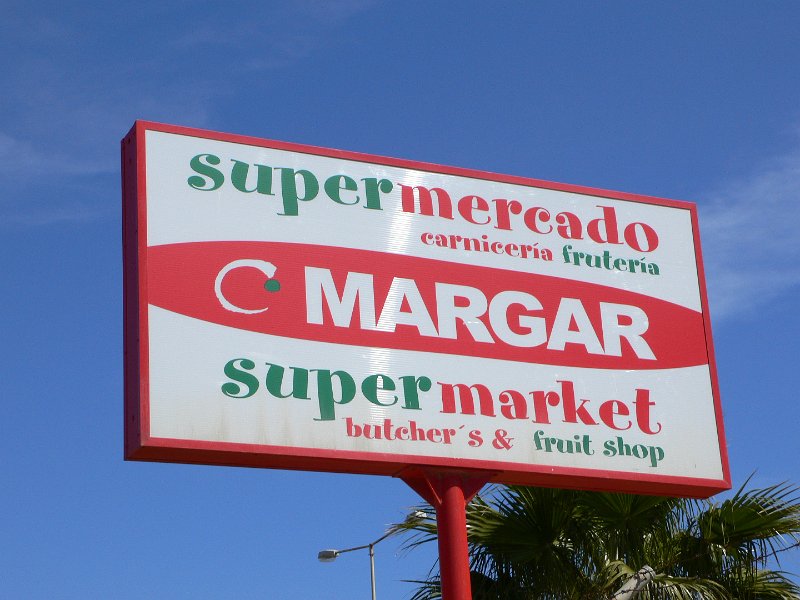 supermercado
carnicería frutería
MARGAR
supermarket
butcher´s & fruit shop